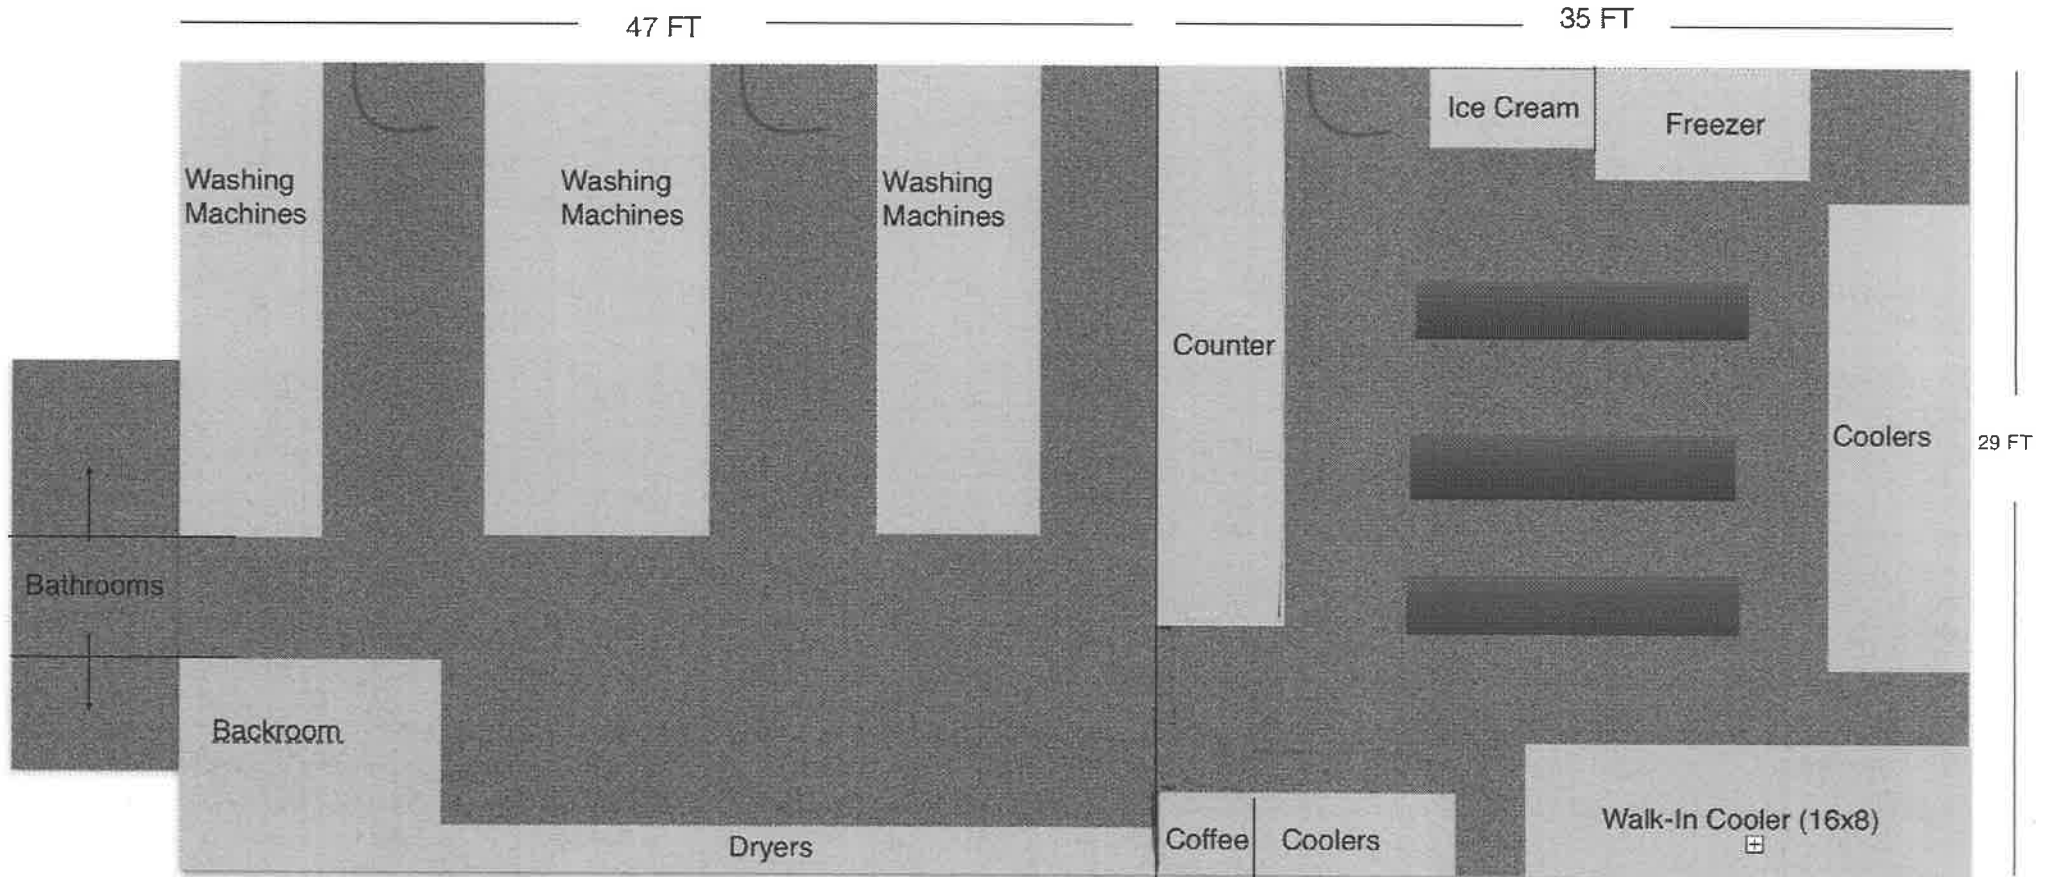 47 FT
35 FT
Ice Cream
Freezer
Washing
Machines
Washing
Machines
Washing
Machines
Counter
Coolers
29 FT
Bathrooms
Backroom
Dryers
Coffee
Coolers
Walk-In Cooler (16x8)